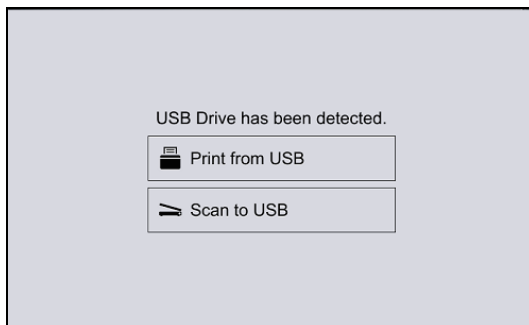 USB Drive has been detected.
Print from USB
Scan to USB